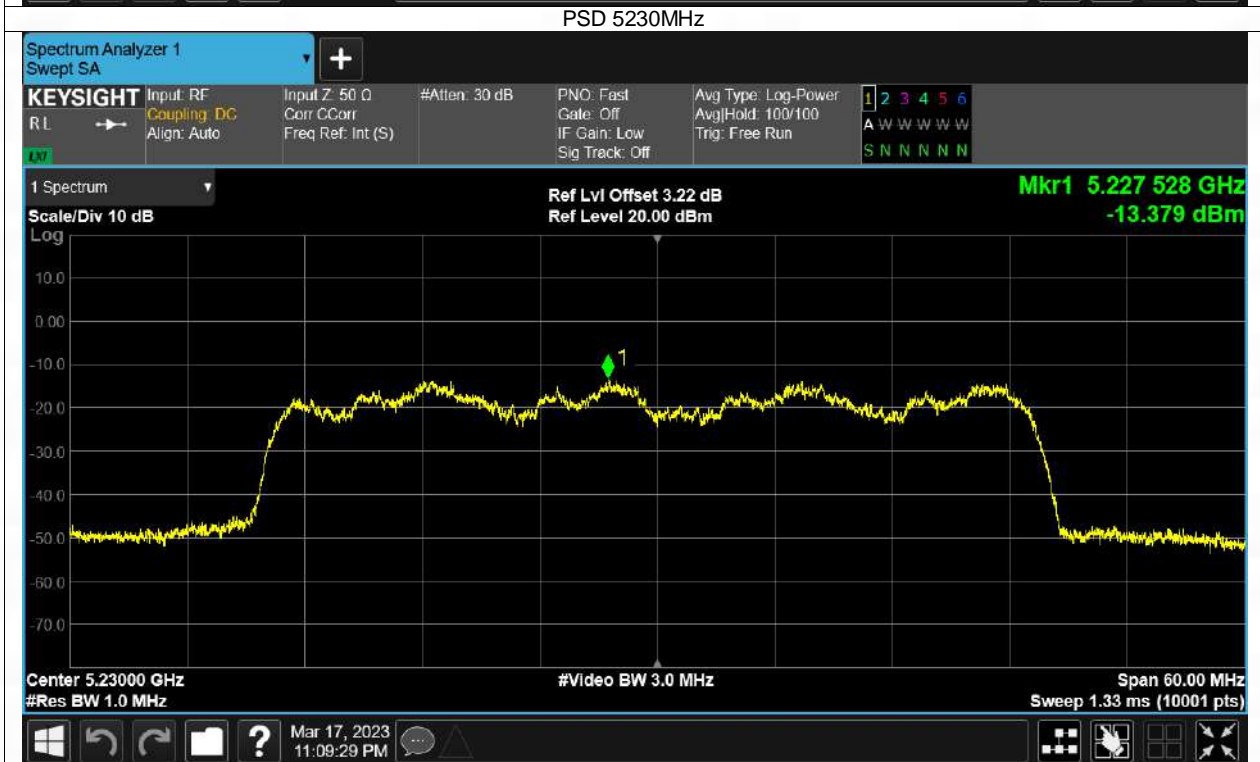 PSD 5230MHz
Spectrum Analyzer 1
Swept SA
KEYSIGHT
RL
LXI
Input: RF
Coupling: DC
Align: Auto
Input Z: 50 Ω
Corr CCorr
Freq Ref: Int (S)
#Atten: 30 dB
PNO: Fast
Gate: Off
IF Gain: Low
Sig Track: Off
Avg Type: Log-Power
Avg|Hold: 100/100
Trig: Free Run
1 2 3 4 5 6
A W W W W W
S N N N N N
1 Spectrum
Scale/Div 10 dB
Log
Ref Lvl Offset 3.22 dB
Ref Level 20.00 dBm
Mkr1 5.227 528 GHz
-13.379 dBm
10.0
0.00
-10.0
-20.0
-30.0
-40.0
-50.0
-60.0
-70.0
1
Center 5.23000 GHz
#Res BW 1.0 MHz
#Video BW 3.0 MHz
Span 60.00 MHz
Sweep 1.33 ms (10001 pts)
?
Mar 17, 2023
11:09:29 PM